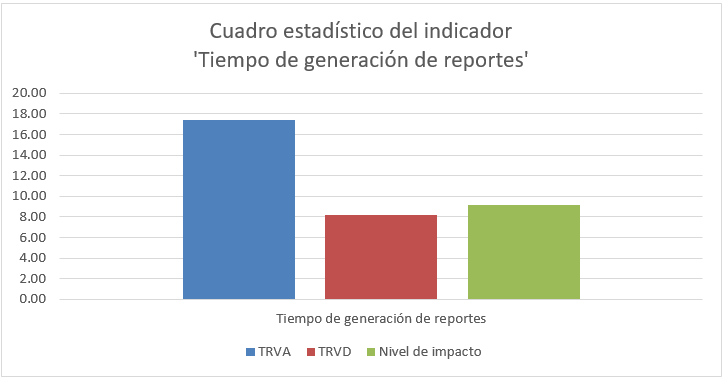 Cuadro estadístico del indicador
'Tiempo de generación de reportes'
20.00
18.00
16.00
14.00
12.00
10.00
8.00
6.00
4.00
2.00
0.00
Tiempo de generación de reportes
TRVA TRVD Nivel de impacto